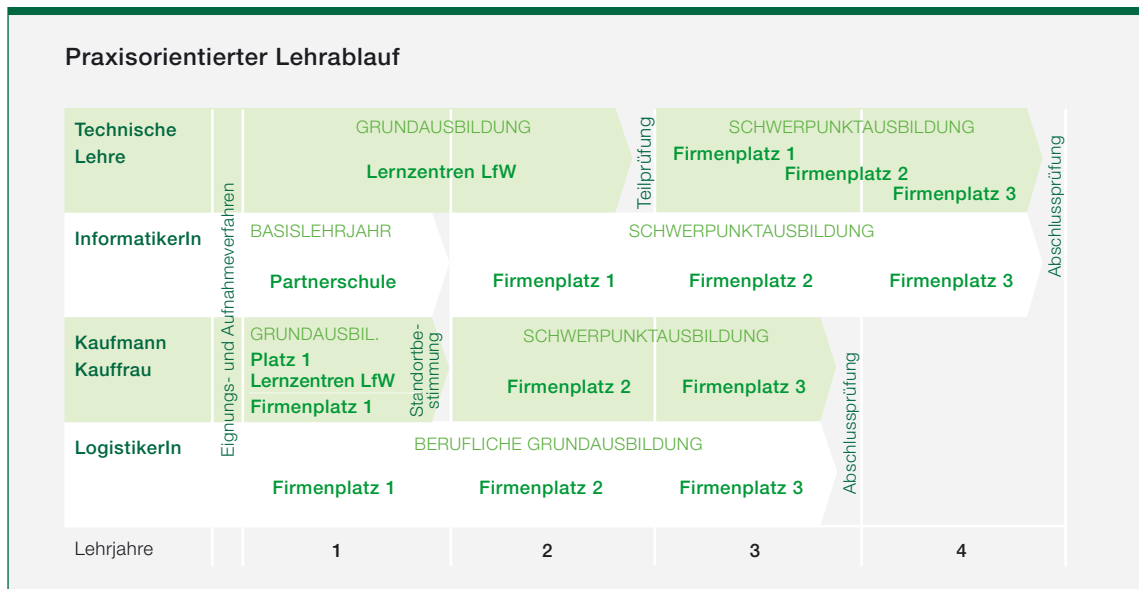 Praxisorientierter Lehrablauf
Technische
Lehre
Eignungs- und Aufnahmeverfahren
GRUNDAUSBILDUNG
Lernzentren LfW
Teilprüfung
SCHWERPUNKTAUSBILDUNG
Firmenplatz 1
Firmenplatz 2
Firmenplatz 3
Abschlussprüfung
InformatikerIn
BASISLEHRJAHR
Partnerschule
SCHWERPUNKTAUSBILDUNG
Firmenplatz 1
Firmenplatz 2
Firmenplatz 3
Kaufmann
Kauffrau
GRUNDAUSBIL.
Platz 1
Lernzentren LfW
Firmenplatz 1
Standortbe-
stimmung
SCHWERPUNKTAUSBILDUNG
Firmenplatz 2
Firmenplatz 3
Abschlussprüfung
LogistikerIn
BERUFLICHE GRUNDAUSBILDUNG
Firmenplatz 1
Firmenplatz 2
Firmenplatz 3
Lehrjahre
1
2
3
4